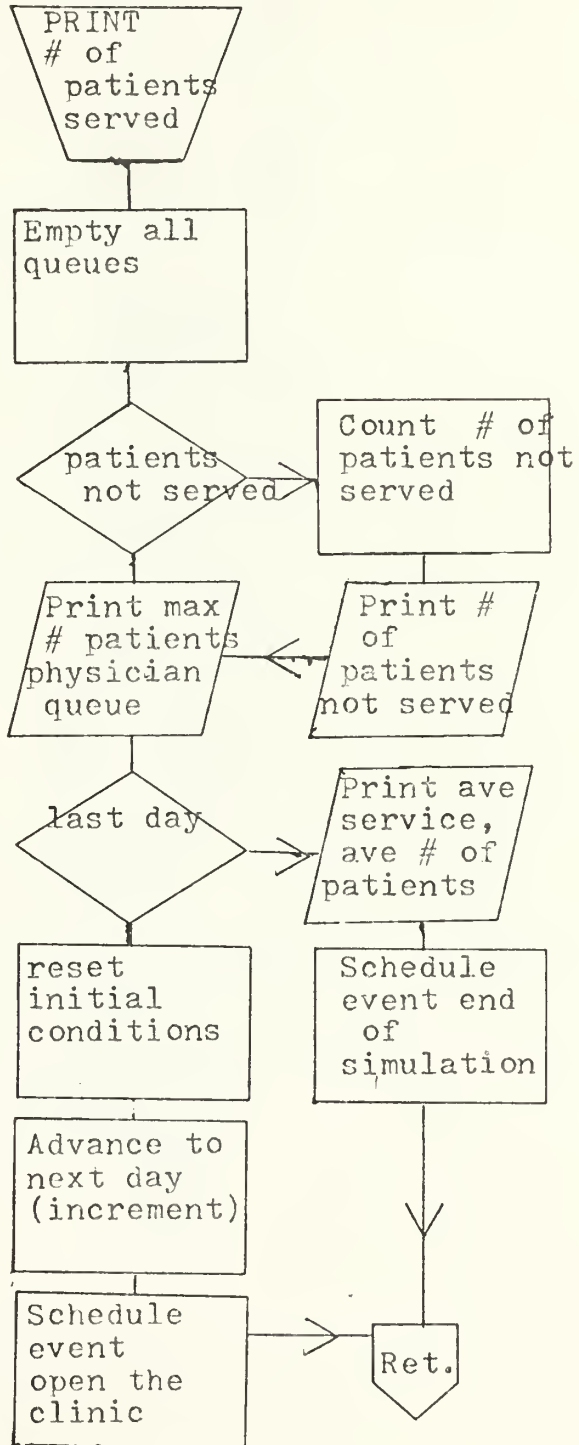 PRINT
# of
patients
served
Empty all
queues
patients
not served
Count # of
patients not
served
Print max
# patients
physician
queue
Print #
of
patients
not served
last day
Print ave
service,
ave # of
patients
reset
initial
conditions
Schedule
event end
of
simulation
Advance to
next day
(increment)
Schedule
event
open the
clinic
Ret.